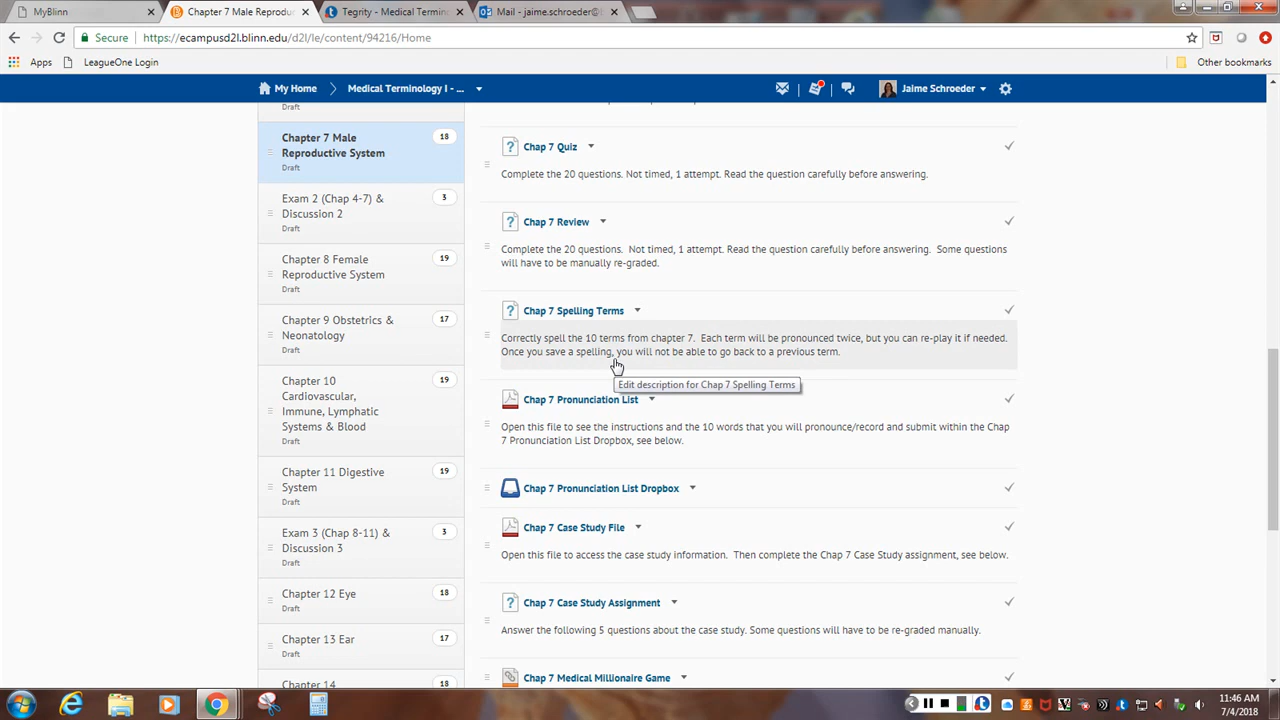 MyBlinn
Chapter 7 Male Reprodu
Tegrity - Medical Termin
Mail - jaime.schroeder@
Secure
https://ecampusd2l.blinn.edu/d2l/le/content/94216/Home
Apps
LeagueOne Login
Other bookmarks
My Home
Medical Terminology I - ...
Jaime Schroeder
Draft
Chapter 7 Male
Reproductive System
18
Draft
Exam 2 (Chap 4-7) &
Discussion 2
3
Draft
Chapter 8 Female
Reproductive System
19
Draft
Chapter 9 Obstetrics &
Neonatology
17
Draft
Chapter 10
Cardiovascular,
Immune, Lymphatic
Systems & Blood
19
Draft
Chapter 11 Digestive
System
19
Draft
Exam 3 (Chap 8-11) &
Discussion 3
3
Draft
Chapter 12 Eye
18
Draft
Chapter 13 Ear
17
Draft
Chapter 14
18
Chap 7 Quiz
Complete the 20 questions. Not timed, 1 attempt. Read the question carefully before answering.
Chap 7 Review
Complete the 20 questions.  Not timed, 1 attempt. Read the question carefully before answering.  Some questions
will have to be manually re-graded.
Chap 7 Spelling Terms
Correctly spell the 10 terms from chapter 7.  Each term will be pronounced twice, but you can re-play it if needed.
Once you save a spelling, you will not be able to go back to a previous term.
Edit description for Chap 7 Spelling Terms
Chap 7 Pronunciation List
Open this file to see the instructions and the 10 words that you will pronounce/record and submit within the Chap
7 Pronunciation List Dropbox, see below.
Chap 7 Pronunciation List Dropbox
Chap 7 Case Study File
Open this file to access the case study information.  Then complete the Chap 7 Case Study assignment, see below.
Chap 7 Case Study Assignment
Answer the following 5 questions about the case study. Some questions will have to be re-graded manually.
Chap 7 Medical Millionaire Game
11:46 AM
7/4/2018